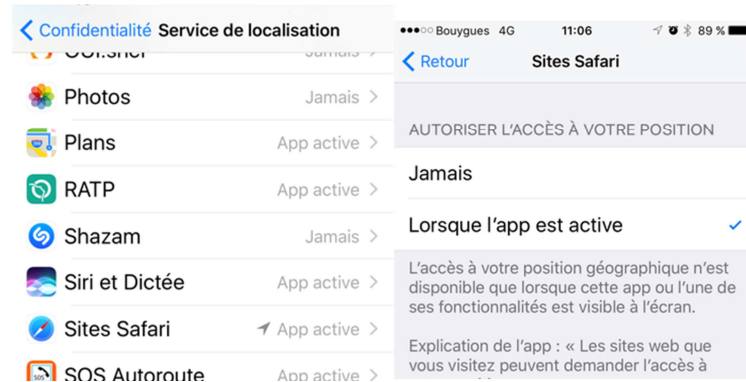 Confidentialité Service de localisation
Jamais
Photos Jamais
Plans App active
RATP App active
Shazam Jamais
Siri et Dictée App active
Sites Safari App active
SOS Autoroute App active
Bouygues 4G 11:06 89 %
Retour Sites Safari
AUTORISER L'ACCÈS À VOTRE POSITION
Jamais
Lorsque l'app est active
L'accès à votre position géographique n'est
disponible que lorsque cette app ou l'une de
ses fonctionnalités est visible à l'écran.
Explication de l'app : « Les sites web que
vous visitez peuvent demander l'accès à